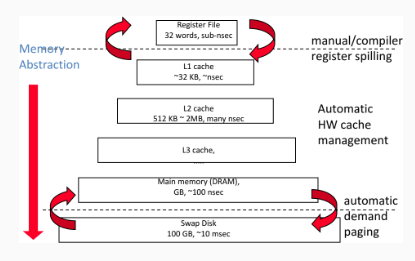 Register File
32 words, sub-nsec
Memory
Abstraction
manual/compiler
register spilling
L1 cache
~32 KB, ~nsec
L2 cache
512 KB ~ 2MB, many nsec
Automatic
HW cache
management
L3 cache,
.....
Main memory (DRAM),
GB, ~100 nsec
automatic
demand
paging
Swap Disk
100 GB, ~10 msec